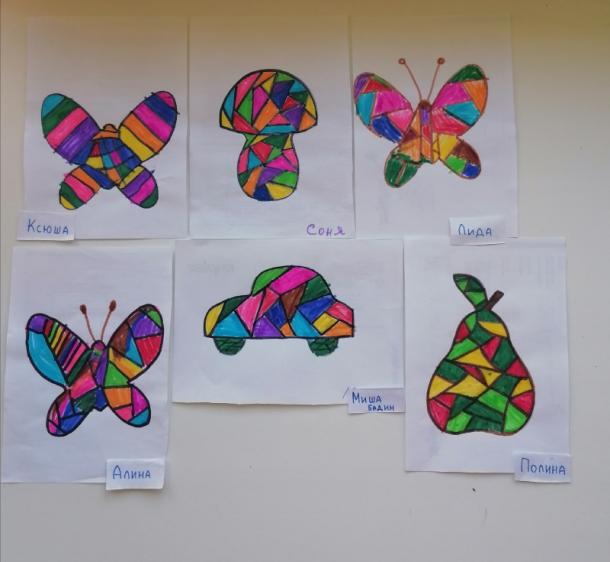 Ксюша
Соня
Лида
Миша
Бадин
Алина
Полина